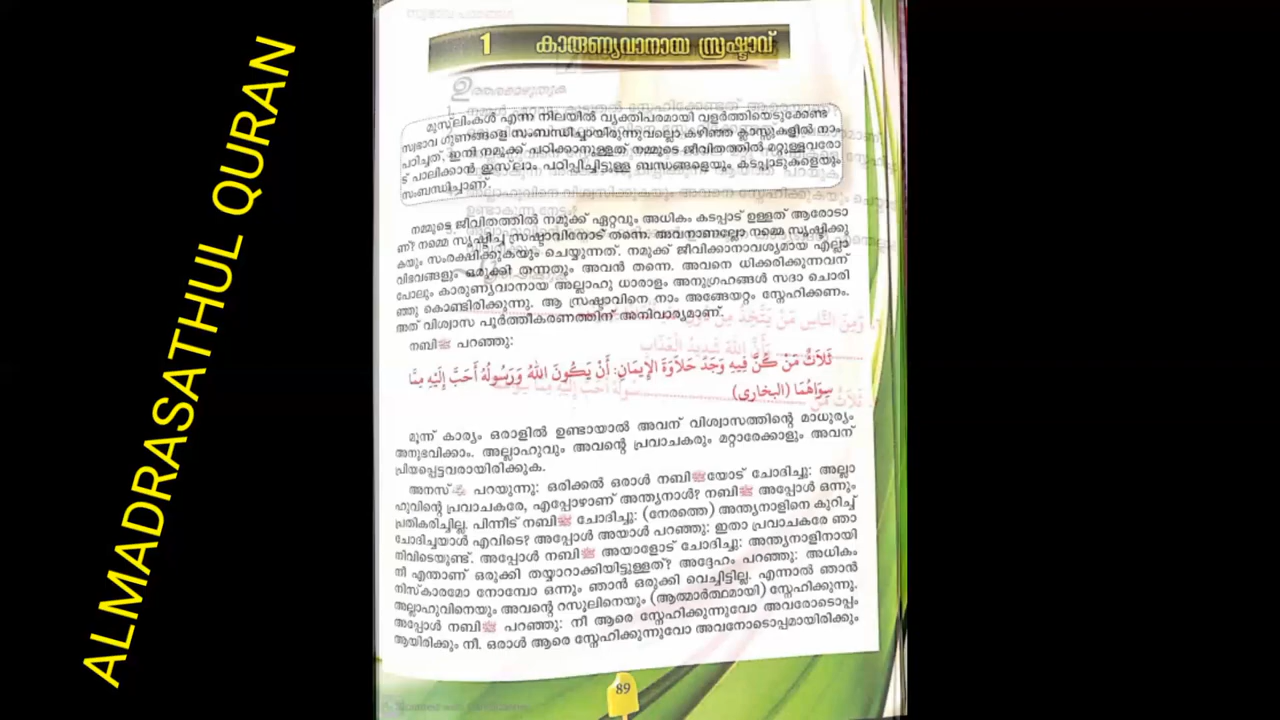 ALMADRASATHUL QURAN
1 കാരുണ്യവാനായ സ്രഷ്ടാവ്
മുസ്‌ലിംകൾ എന്ന നിലയിൽ വ്യക്തിപരമായി വളർത്തിയെടുക്കേണ്ട
സ്വഭാവ ഗുണങ്ങളെ സംബന്ധിച്ചായിരുന്നുവല്ലൊ കഴിഞ്ഞ ക്ലാസ്സുകളിൽ നാം
പഠിച്ചത്. ഇനി നമുക്ക് പഠിക്കാനുള്ളത് നമ്മുടെ ജീവിതത്തിൽ മറ്റുള്ളവരോ
ട് പാലിക്കാൻ ഇസ്‌ലാം പഠിപ്പിച്ചിട്ടുള്ള ബന്ധങ്ങളെയും കടപ്പാടുകളെയും
സംബന്ധിച്ചാണ്.
നമ്മുടെ ജീവിതത്തിൽ നമുക്ക് ഏറ്റവും അധികം കടപ്പാട് ഉള്ളത് ആരോടാ
ണ്? നമ്മെ സൃഷ്ടിച്ച സ്രഷ്ടാവിനോട് തന്നെ. അവനാണല്ലോ നമ്മെ സൃഷ്ടിക്കു
കയും സംരക്ഷിക്കുകയും ചെയ്യുന്നത്. നമുക്ക് ജീവിക്കാനാവശ്യമായ എല്ലാ
വിഭവങ്ങളും ഒരുക്കി തന്നതും അവൻ തന്നെ. അവനെ ധിക്കരിക്കുന്നവന്
പോലും കാരുണ്യവാനായ അല്ലാഹു ധാരാളം അനുഗ്രഹങ്ങൾ സദാ ചൊരി
ഞ്ഞു കൊണ്ടിരിക്കുന്നു. ആ സ്രഷ്ടാവിനെ നാം അങ്ങേയറ്റം സ്നേഹിക്കണം.
അത് വിശ്വാസ പൂർത്തീകരണത്തിന് അനിവാര്യമാണ്.
നബിﷺ പറഞ്ഞു:
ثَلَاثٌ مَنْ كُنَّ فِيهِ وَجَدَ حَلَاوَةَ الْإِيمَانِ: أَنْ يَكُونَ اللهُ وَرَسُولُهُ أَحَبَّ إِلَيْهِ مِمَّا
سِوَاهُمَا (البخارى)
മൂന്ന് കാര്യം ഒരാളിൽ ഉണ്ടായാൽ അവന് വിശ്വാസത്തിന്റെ മാധുര്യം
അനുഭവിക്കാം. അല്ലാഹുവും അവന്റെ പ്രവാചകരും മറ്റാരേക്കാളും അവന്
പ്രിയപ്പെട്ടവരായിരിക്കുക.
അനസ് പറയുന്നു: ഒരിക്കൽ ഒരാൾ നബിﷺയോട് ചോദിച്ചു: അല്ലാ
ഹുവിന്റെ പ്രവാചകരേ, എപ്പോഴാണ് അന്ത്യനാൾ? നബിﷺ അപ്പോൾ ഒന്നും
പ്രതികരിച്ചില്ല. പിന്നീട് നബിﷺ ചോദിച്ചു: (നേരത്തെ) അന്ത്യനാളിനെ കുറിച്ച്
ചോദിച്ചയാൾ എവിടെ? അപ്പോൾ അയാൾ പറഞ്ഞു: ഇതാ പ്രവാചകരേ ഞാ
നിവിടെയുണ്ട്. അപ്പോൾ നബിﷺ അയാളോട് ചോദിച്ചു: അന്ത്യനാളിനായി
നീ എന്താണ് ഒരുക്കി തയ്യാറാക്കിയിട്ടുള്ളത്? അദ്ദേഹം പറഞ്ഞു: അധികം
നിസ്കാരമോ നോമ്പോ ഒന്നും ഞാൻ ഒരുക്കി വെച്ചിട്ടില്ല. എന്നാൽ ഞാൻ
അല്ലാഹുവിനെയും അവന്റെ റസൂലിനെയും (ആത്മാർത്ഥമായി) സ്നേഹിക്കുന്നു.
അപ്പോൾ നബിﷺ പറഞ്ഞു: നീ ആരെ സ്നേഹിക്കുന്നുവോ അവരോടൊപ്പം
ആയിരിക്കും നീ. ഒരാൾ ആരെ സ്നേഹിക്കുന്നുവോ അവനോടൊപ്പമായിരിക്കും
89